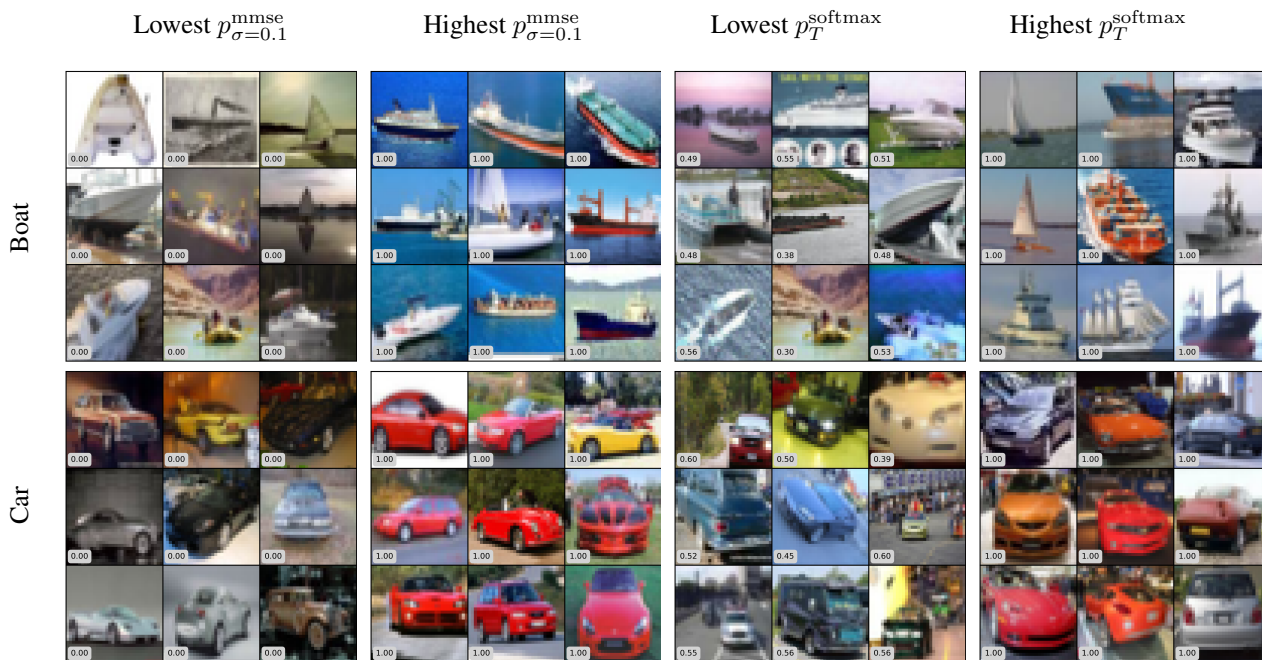 Lowest p_{σ=0.1}^{mmse} Highest p_{σ=0.1}^{mmse} Lowest p_T^{softmax} Highest p_T^{softmax}
Boat
0.00 0.00 0.00 1.00 1.00 1.00 0.49 0.55 0.51 1.00 1.00 1.00
0.00 0.00 0.00 1.00 1.00 1.00 0.48 0.38 0.48 1.00 1.00 1.00
0.00 0.00 0.00 1.00 1.00 1.00 0.56 0.30 0.53 1.00 1.00 1.00
Car
0.00 0.00 0.00 1.00 1.00 1.00 0.60 0.50 0.39 1.00 1.00 1.00
0.00 0.00 0.00 1.00 1.00 1.00 0.52 0.45 0.60 1.00 1.00 1.00
0.00 0.00 0.00 1.00 1.00 1.00 0.55 0.56 0.56 1.00 1.00 1.00